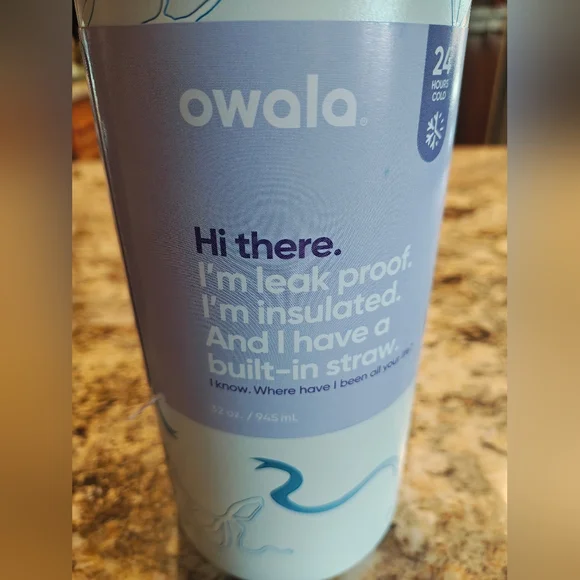 owala®
24
HOURS
COLD
Hi there.
I'm leak proof.
I'm insulated.
And I have a
built-in straw.
I know. Where have I been all your life?
32 oz. / 945 mL